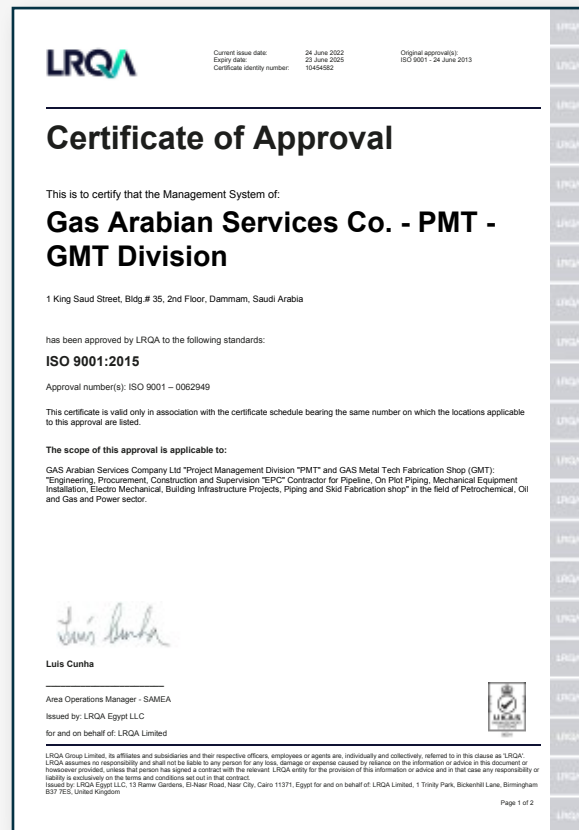 LRQA
Current issue date: 24 June 2022
Expiry date: 23 June 2025
Certificate identity number: 10454582
Original approval(s):
ISO 9001 - 24 June 2013
Certificate of Approval
This is to certify that the Management System of:
Gas Arabian Services Co. - PMT -
GMT Division
1 King Saud Street, Bldg.# 35, 2nd Floor, Dammam, Saudi Arabia
has been approved by LRQA to the following standards:
ISO 9001:2015
Approval number(s): ISO 9001 – 0062949
This certificate is valid only in association with the certificate schedule bearing the same number on which the locations applicable
to this approval are listed.
The scope of this approval is applicable to:
GAS Arabian Services Company Ltd "Project Management Division "PMT" and GAS Metal Tech Fabrication Shop (GMT):
"Engineering, Procurement, Construction and Supervision "EPC" Contractor for Pipeline, On Plot Piping, Mechanical Equipment
Installation, Electro Mechanical, Building Infrastructure Projects, Piping and Skid Fabrication shop" in the field of Petrochemical, Oil
and Gas and Power sector.
Luis Cunha
Luis Cunha
Area Operations Manager - SAMEA
Issued by: LRQA Egypt LLC
for and on behalf of: LRQA Limited
UKAS
LRQA Group Limited, its affiliates and subsidiaries and their respective officers, employees or agents are, individually and collectively, referred to in this clause as 'LRQA'.
LRQA assumes no responsibility and shall not be liable to any person for any loss, damage or expense caused by reliance on the information or advice in this document or
howsoever provided, unless that person has signed a contract with the relevant LRQA entity for the provision of this information or advice and in that case any responsibility or
liability is exclusively on the terms and conditions set out in that contract.
Issued by: LRQA Egypt LLC, 13 Ramw Gardens, El-Nasr Road, Nasr City, Cairo 11371, Egypt for and on behalf of: LRQA Limited, 1 Trinity Park, Bickenhill Lane, Birmingham
B37 7ES, United Kingdom
Page 1 of 2